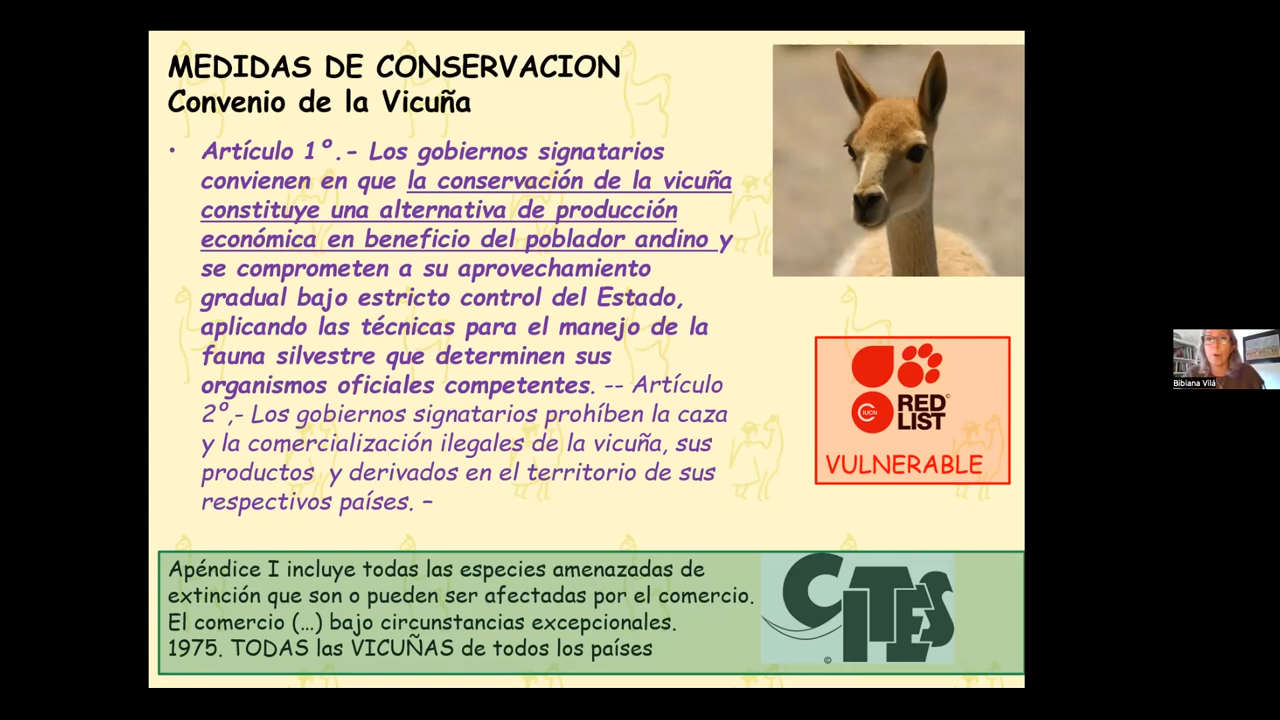 MEDIDAS DE CONSERVACION
Convenio de la Vicuña
• Artículo 1º.- Los gobiernos signatarios
convienen en que la conservación de la vicuña
constituye una alternativa de producción
económica en beneficio del poblador andino y
se comprometen a su aprovechamiento
gradual bajo estricto control del Estado,
aplicando las técnicas para el manejo de la
fauna silvestre que determinen sus
organismos oficiales competentes. -- Artículo
2º,- Los gobiernos signatarios prohíben la caza
y la comercialización ilegales de la vicuña, sus
productos y derivados en el territorio de sus
respectivos países. –
IUCN
RED
LIST
©
VULNERABLE
Apéndice I incluye todas las especies amenazadas de
extinción que son o pueden ser afectadas por el comercio.
El comercio (…) bajo circunstancias excepcionales.
1975. TODAS las VICUÑAS de todos los países
CITES
©
Bibiana Vilá